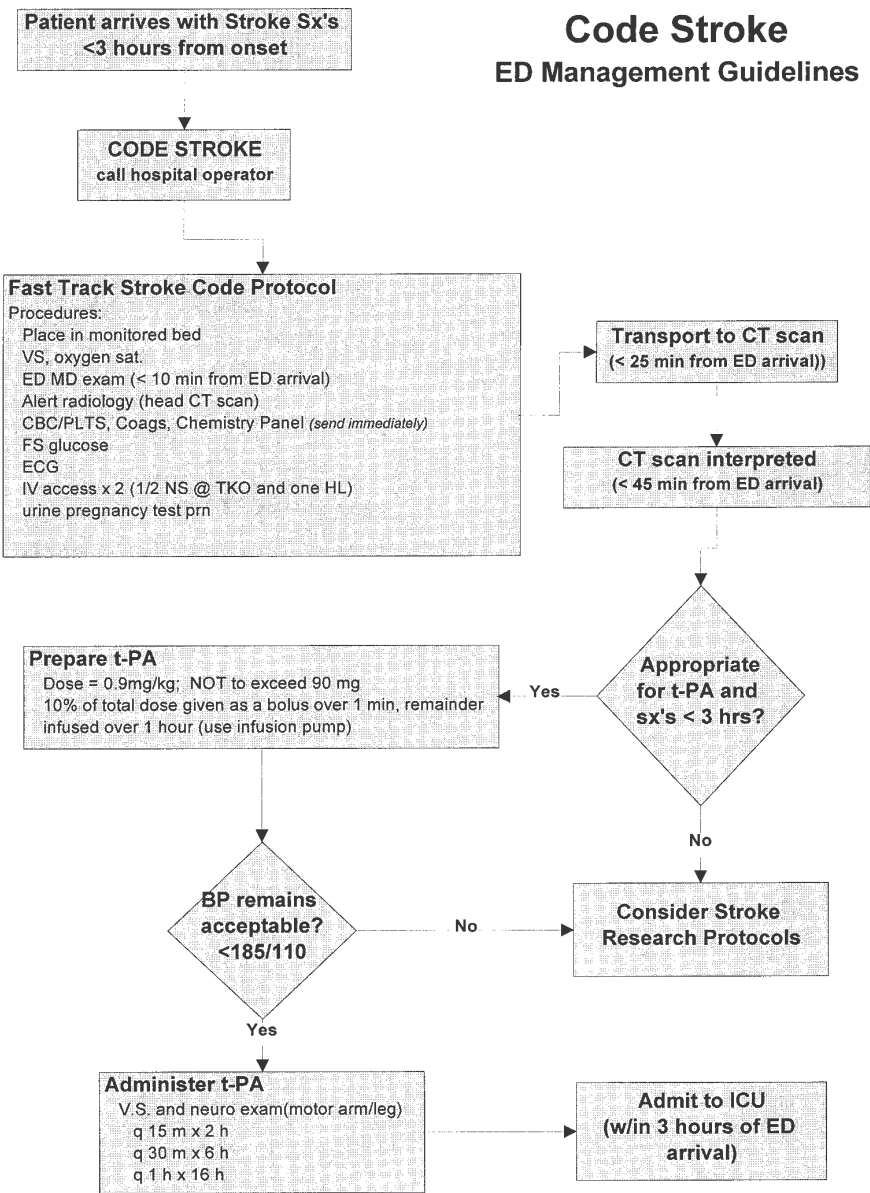 Code Stroke
ED Management Guidelines
Patient arrives with Stroke Sx's
<3 hours from onset
CODE STROKE
call hospital operator
Fast Track Stroke Code Protocol
Procedures:
Place in monitored bed
VS, oxygen sat.
ED MD exam (< 10 min from ED arrival)
Alert radiology (head CT scan)
CBC/PLTS, Coags, Chemistry Panel (send immediately)
FS glucose
ECG
IV access x 2 (1/2 NS @ TKO and one HL)
urine pregnancy test prn
Transport to CT scan
(< 25 min from ED arrival))
CT scan interpreted
(< 45 min from ED arrival)
Appropriate
for t-PA and
sx's < 3 hrs?
Yes
No
Prepare t-PA
Dose = 0.9mg/kg; NOT to exceed 90 mg
10% of total dose given as a bolus over 1 min, remainder
infused over 1 hour (use infusion pump)
BP remains
acceptable?
<185/110
No
Consider Stroke
Research Protocols
Yes
Administer t-PA
V.S. and neuro exam(motor arm/leg)
q 15 m x 2 h
q 30 m x 6 h
q 1 h x 16 h
Admit to ICU
(w/in 3 hours of ED
arrival)